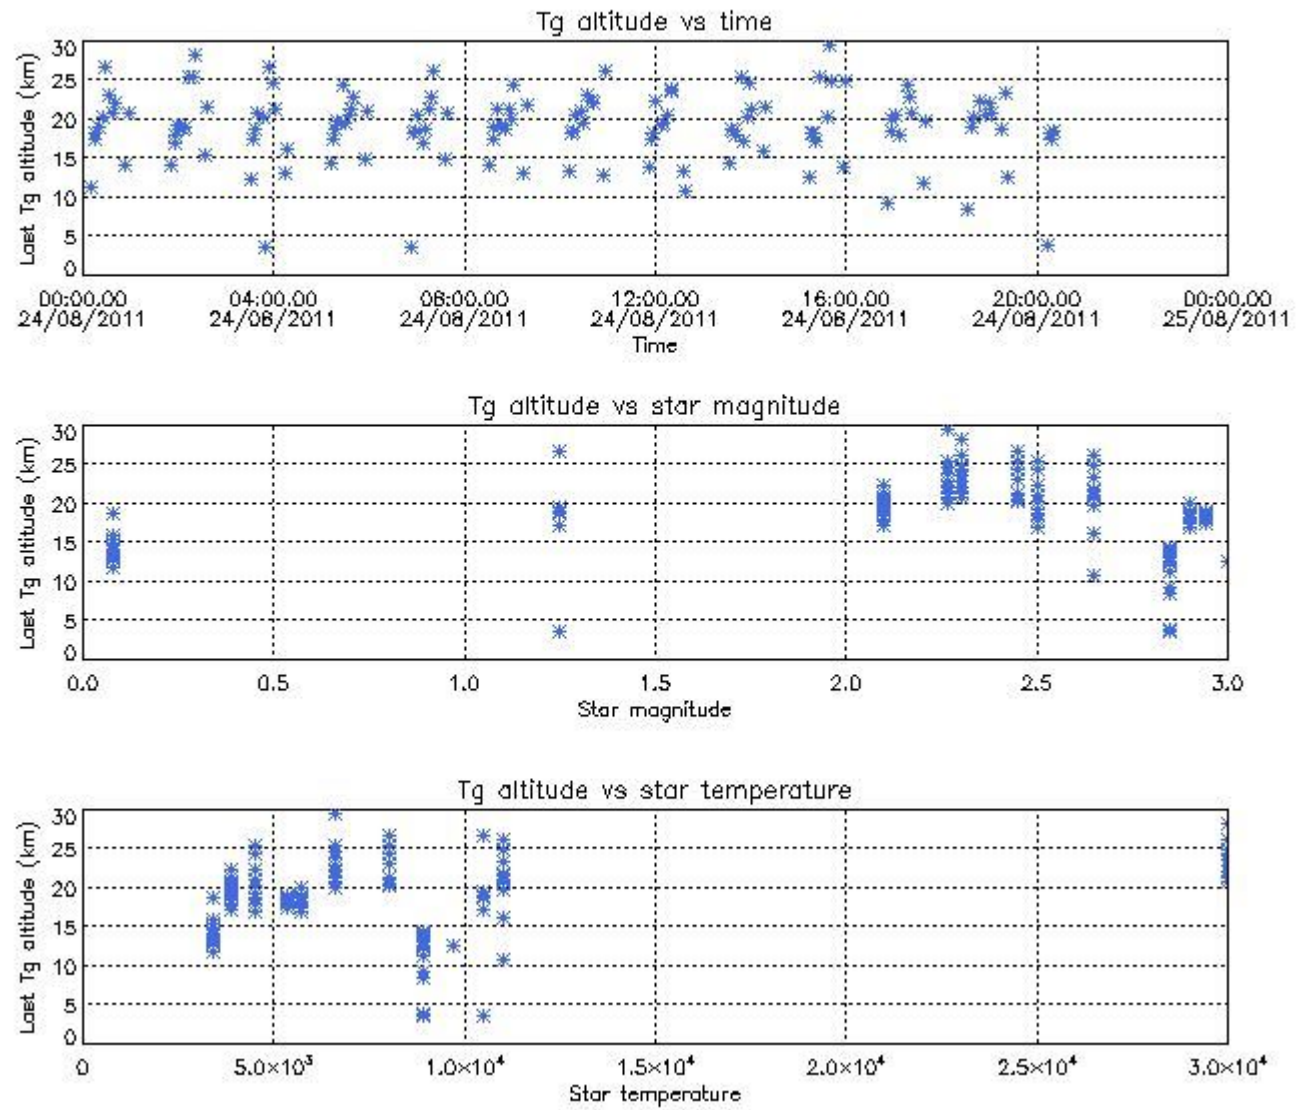 Tg altitude vs time
Last Tg altitude (km)
30
25
20
15
10
5
0
00:00.00 04:00.00 08:00.00 12:00.00 16:00.00 20:00.00 00:00.00
24/08/2011 24/08/2011 24/08/2011 24/08/2011 24/08/2011 24/08/2011 25/08/2011
Time
Tg altitude vs star magnitude
Last Tg altitude (km)
30
25
20
15
10
5
0
0.0 0.5 1.0 1.5 2.0 2.5 3.0
Star magnitude
Tg altitude vs star temperature
Last Tg altitude (km)
30
25
20
15
10
5
0
0 5.0×10³ 1.0×10⁴ 1.5×10⁴ 2.0×10⁴ 2.5×10⁴ 3.0×10⁴
Star temperature